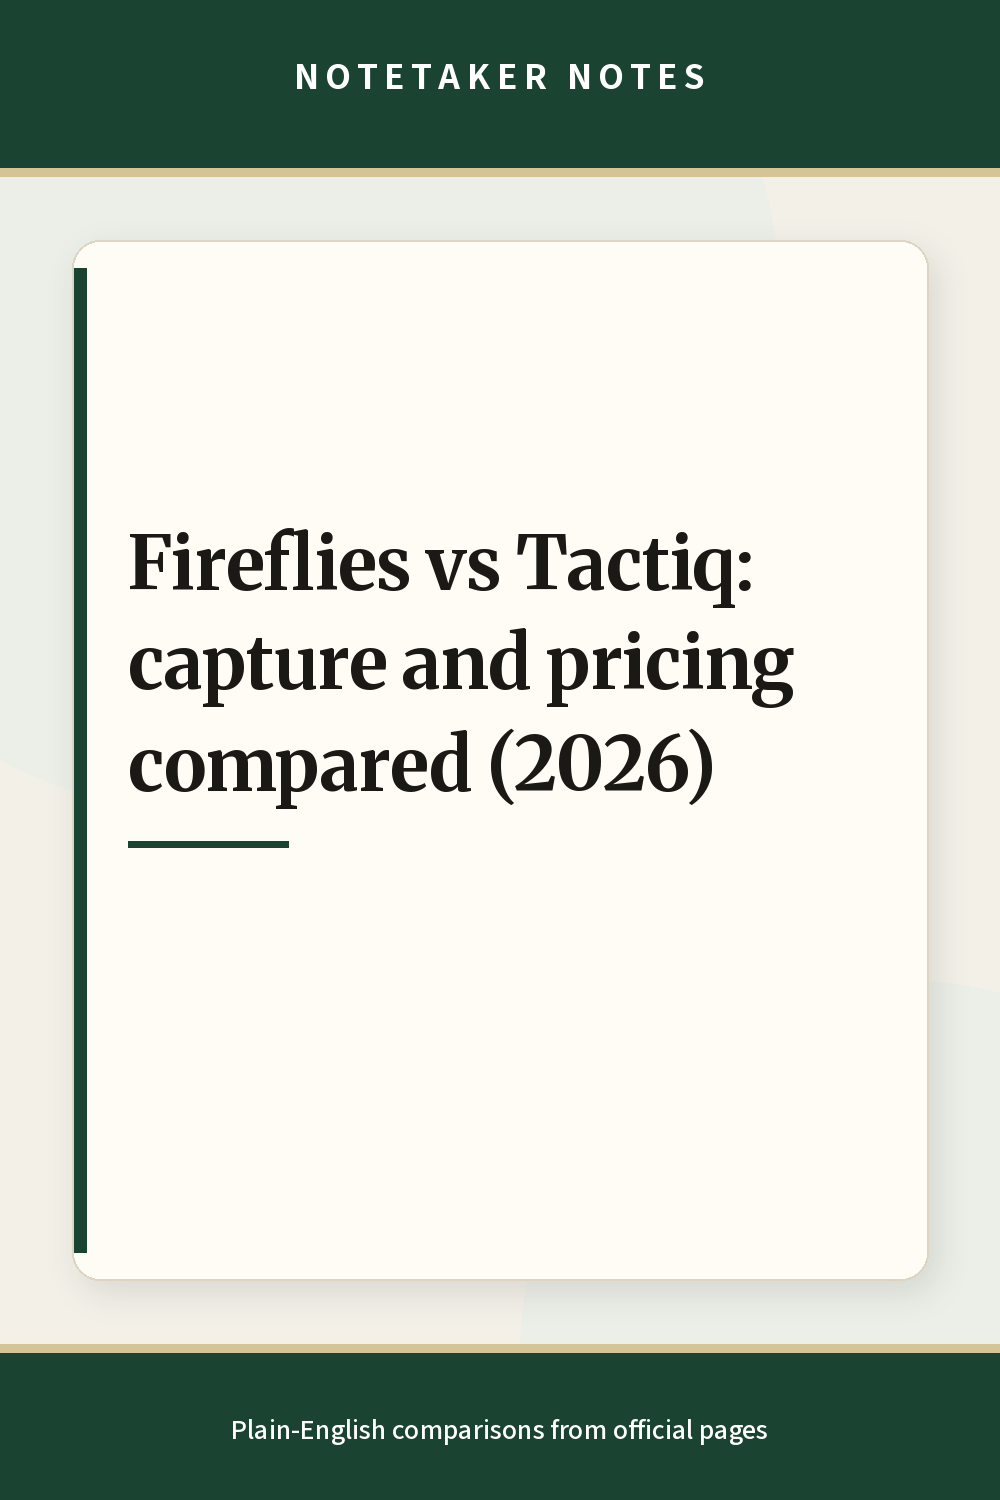 NOTETAKER NOTES
Fireflies vs Tactiq:
capture and pricing
compared (2026)
Plain-English comparisons from official pages